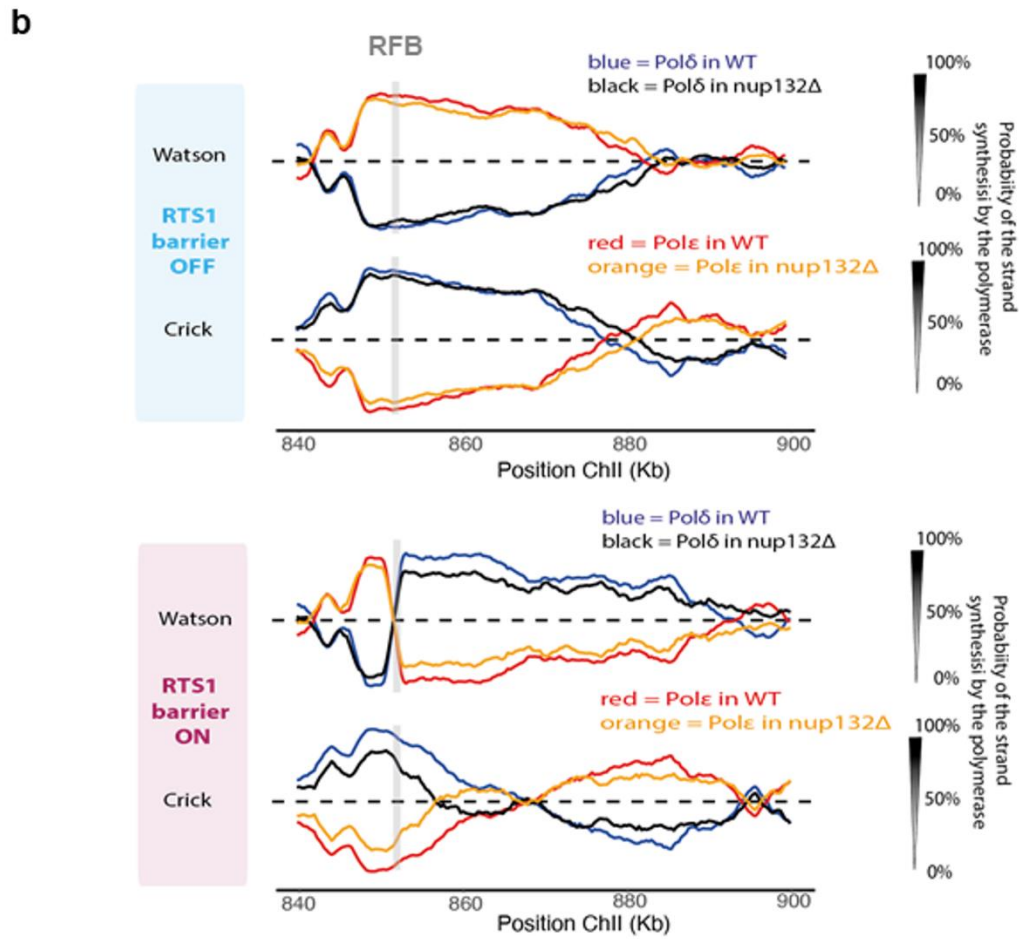 b
RFB
blue = Polδ in WT
black = Polδ in nup132Δ
Watson
RTS1
barrier
OFF
red = Polε in WT
orange = Polε in nup132Δ
Crick
100%
50%
0%
100%
50%
0%
Probabiity of the strand
synthesisi by the polymerase
840
860
880
900
Position ChII (Kb)
blue = Polδ in WT
black = Polδ in nup132Δ
Watson
RTS1
barrier
ON
red = Polε in WT
orange = Polε in nup132Δ
Crick
100%
50%
0%
100%
50%
0%
Probabiity of the strand
synthesisi by the polymerase
840
860
880
900
Position ChII (Kb)